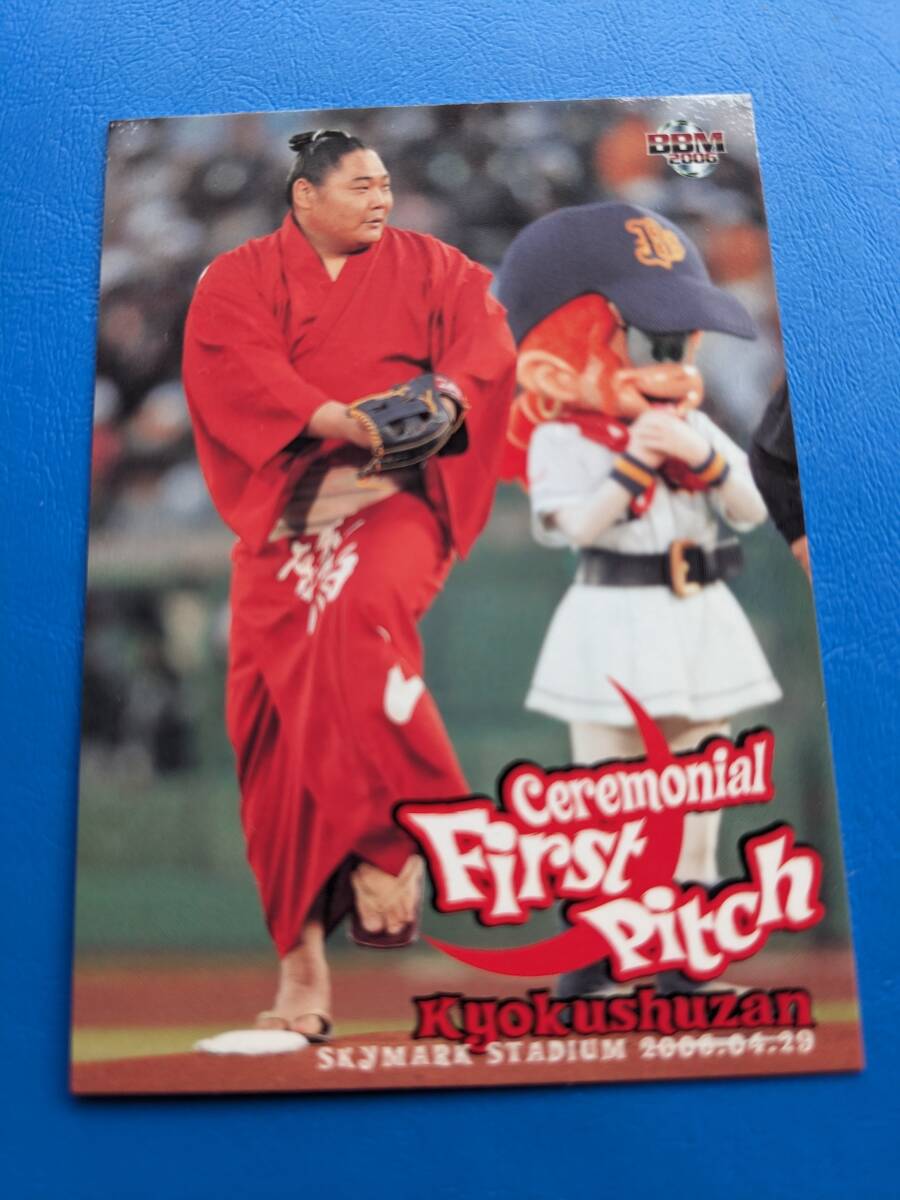 BBM
2006
Ceremonial
First
Pitch
Kyokushuzan
SKYMARK STADIUM 2006.04.29